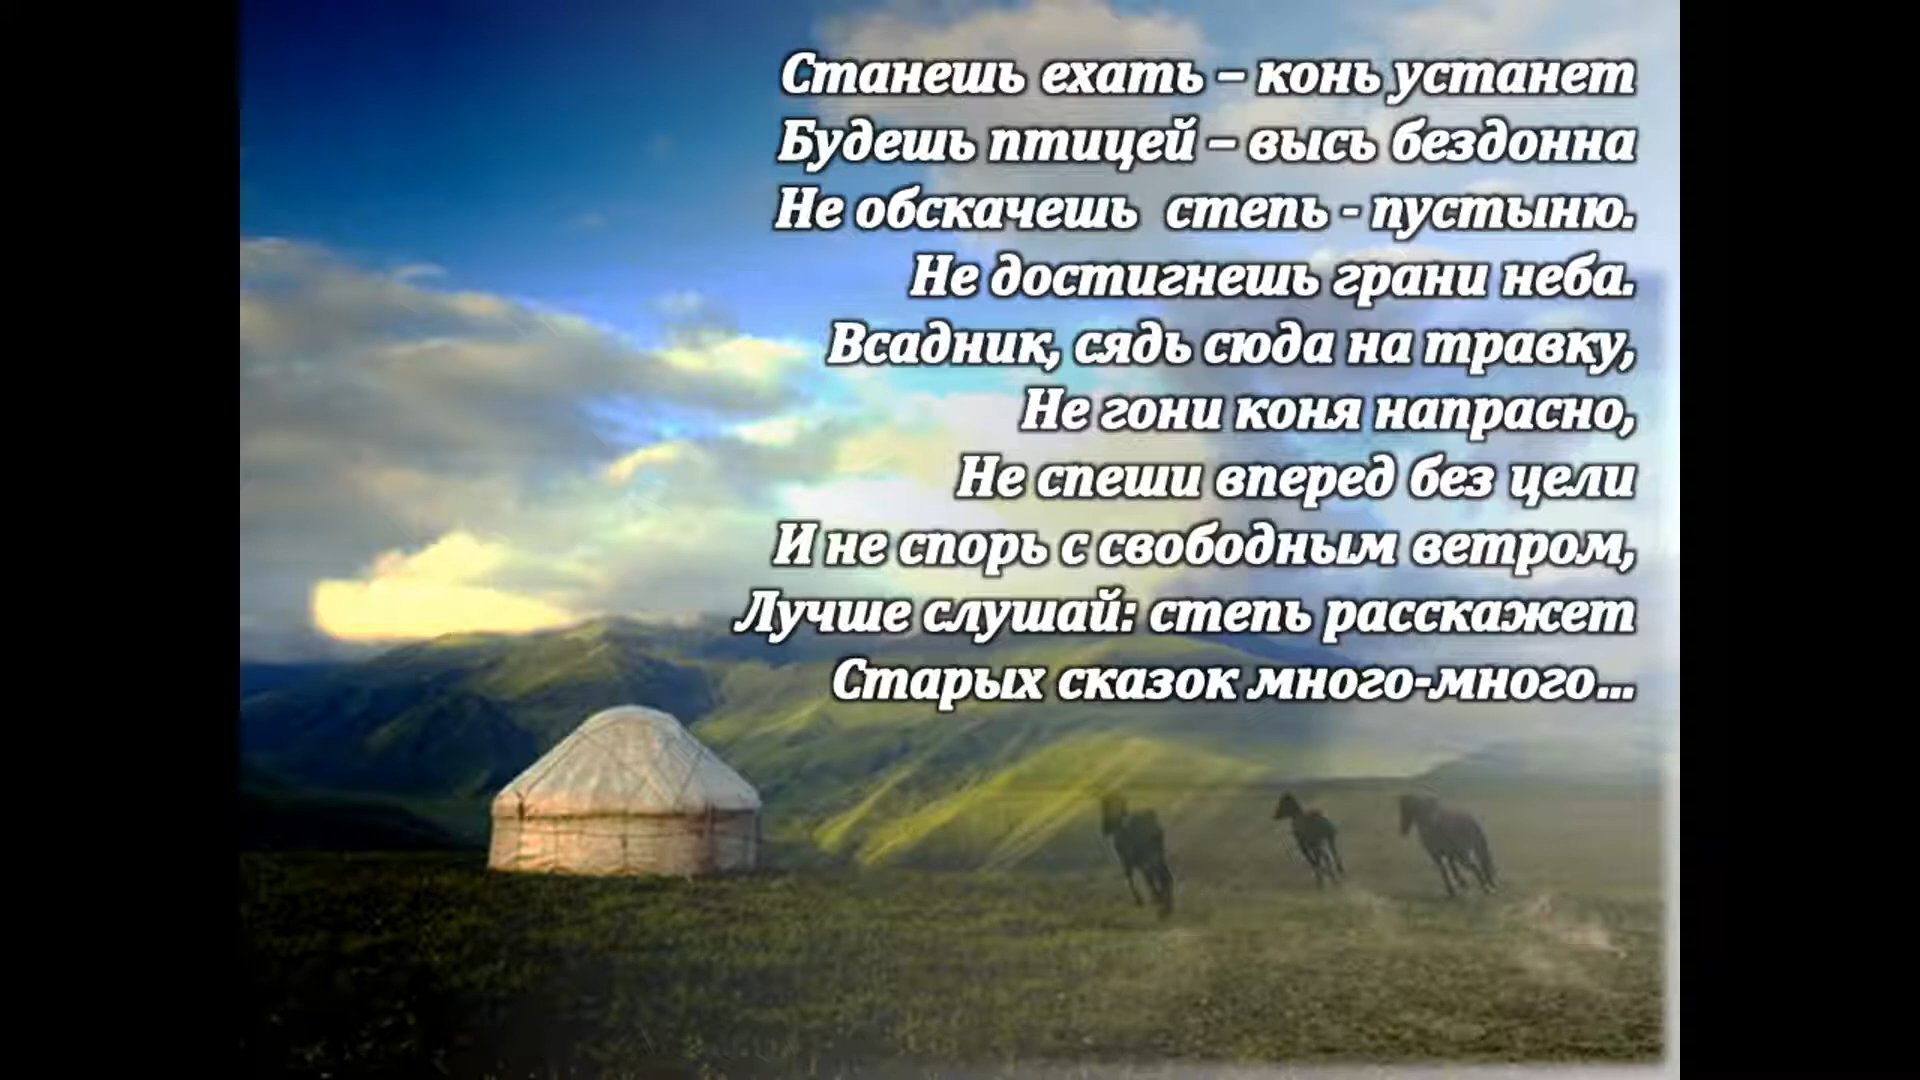 Станешь ехать – конь устанет
Будешь птицей – высь бездонна
Не обскачешь  степь - пустыню.
Не достигнешь грани неба.
Всадник, сядь сюда на травку,
Не гони коня напрасно,
Не спеши вперед без цели
И не спорь с свободным ветром,
Лучше слушай: степь расскажет
Старых сказок много-много...